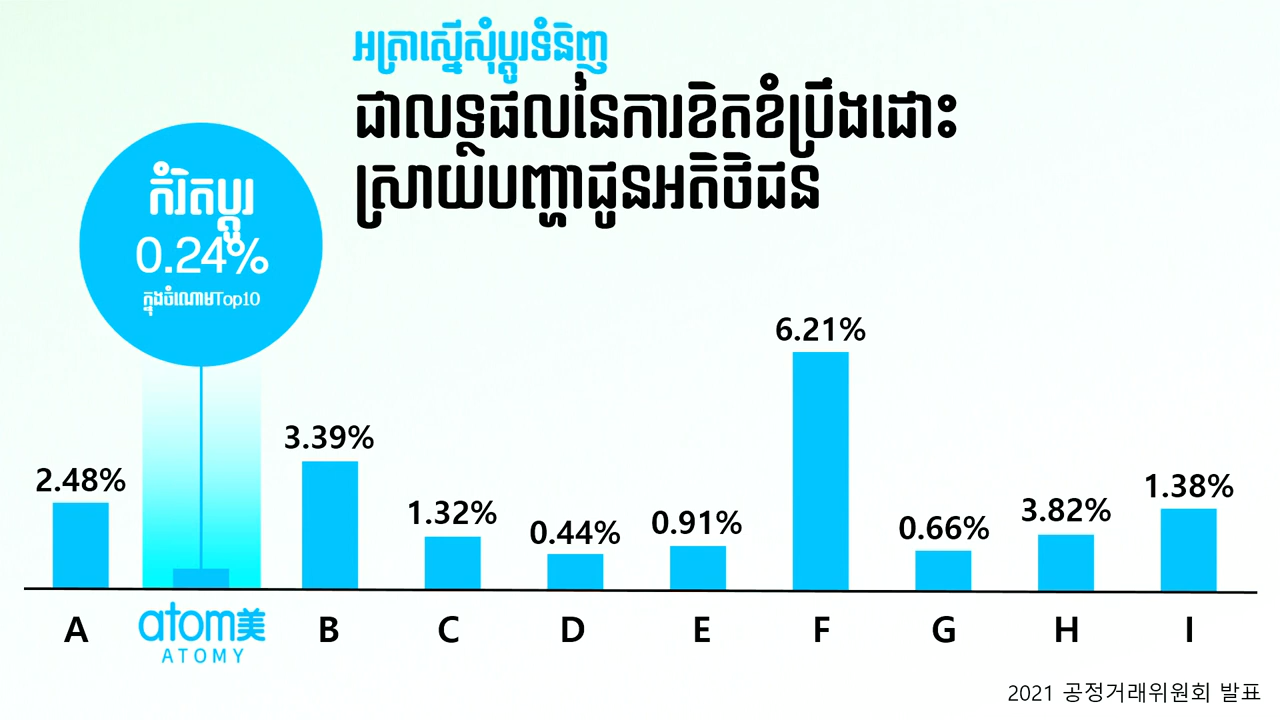 អត្រាស្នើសុំប្តូរទំនិញ
ជាលទ្ធផលនៃការខិតខំប្រឹងដោះ
ស្រាយបញ្ហាជូនអតិថិជន
កំរិតប្តូរ
0.24%
ក្នុងចំណោមTop10
2.48%
3.39%
1.32%
0.44%
0.91%
6.21%
0.66%
3.82%
1.38%
A
atom美
ATOMY
B
C
D
E
F
G
H
I
2021 공정거래위원회 발표